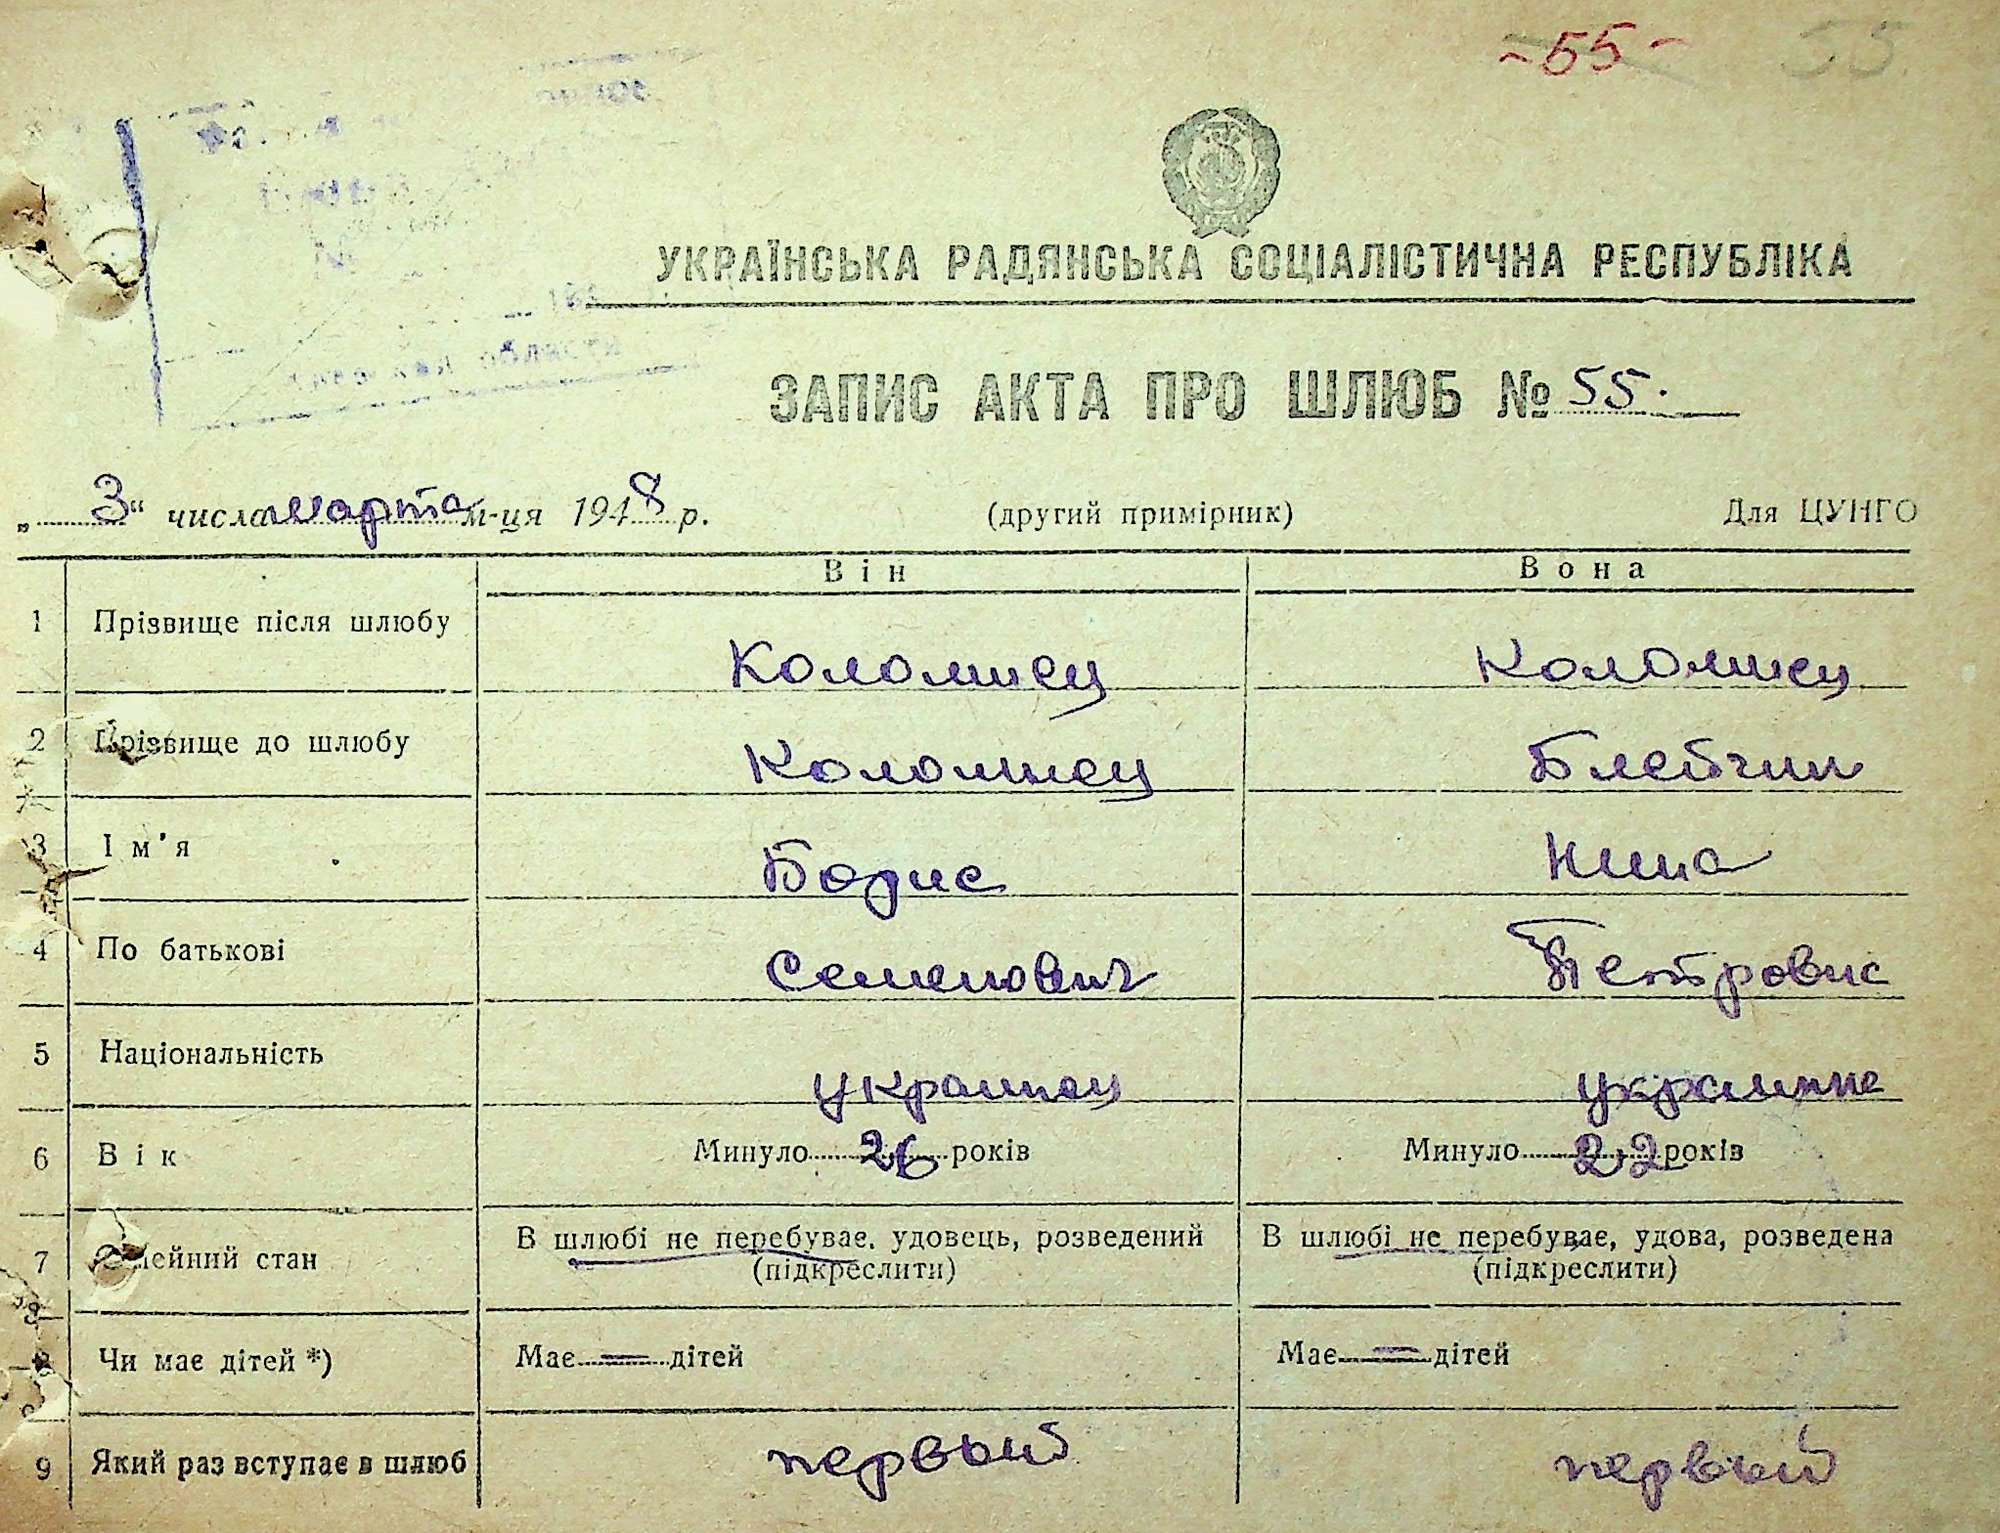 -55- 55
УКРАЇНСЬКА РАДЯНСЬКА СОЦІАЛІСТИЧНА РЕСПУБЛІКА
ЗАПИС АКТА ПРО ШЛЮБ № 55.
„3“ числа марта м-ця 1948 р. (другий примірник) Для ЦУНГО
Він Вона
1 Прізвище після шлюбу Коломиец Коломиец
2 Прізвище до шлюбу Коломиец Блейчик
3 Ім'я Борис Нина
4 По батькові Семенович Петровис
5 Національність украинец украинка
6 Вік Минуло 26 років Минуло 22 років
7 Сімейний стан В шлюбі не перебуває, удовець, розведений (підкреслити) В шлюбі не перебуває, удова, розведена (підкреслити)
8 Чи має дітей *) Має — дітей Має — дітей
9 Який раз вступає в шлюб первый первый